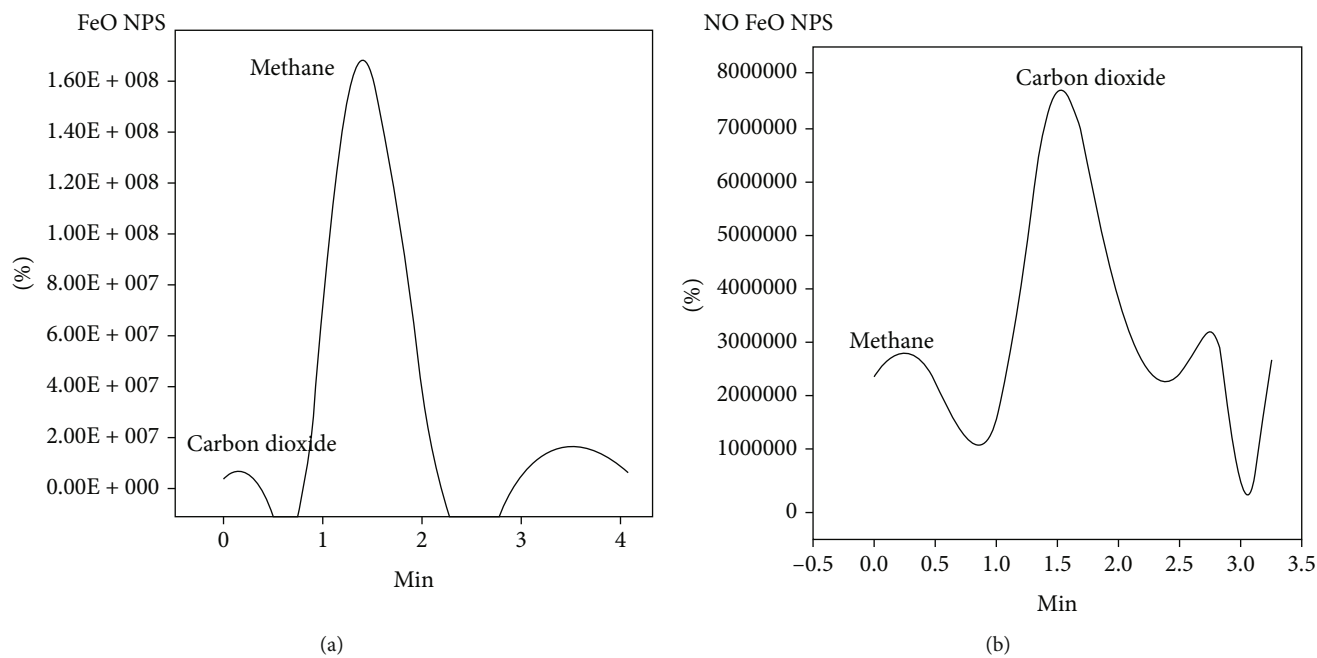 FeO NPS
Methane
1.60E + 008
1.40E + 008
1.20E + 008
1.00E + 008
8.00E + 007
6.00E + 007
4.00E + 007
2.00E + 007
0.00E + 000
(%)
Carbon dioxide
0 1 2 3 4
Min
(a)
NO FeO NPS
Carbon dioxide
8000000
7000000
6000000
5000000
4000000
3000000
2000000
1000000
0
(%)
Methane
−0.5 0.0 0.5 1.0 1.5 2.0 2.5 3.0 3.5
Min
(b)